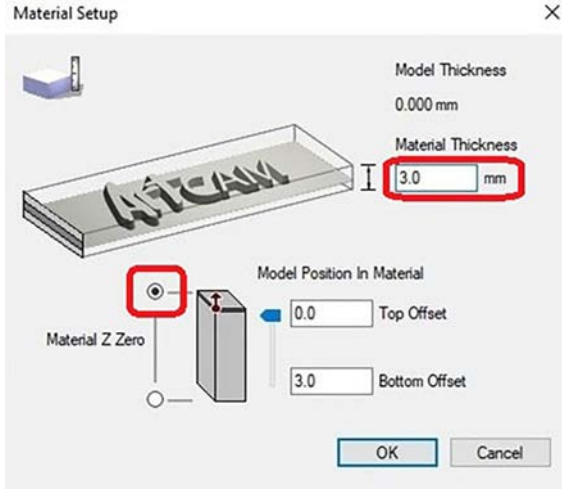 Material Setup
Model Thickness
0.000 mm
Material Thickness
3.0 mm
ArTCAM
Model Position In Material
0.0 Top Offset
Material Z Zero
3.0 Bottom Offset
OK Cancel